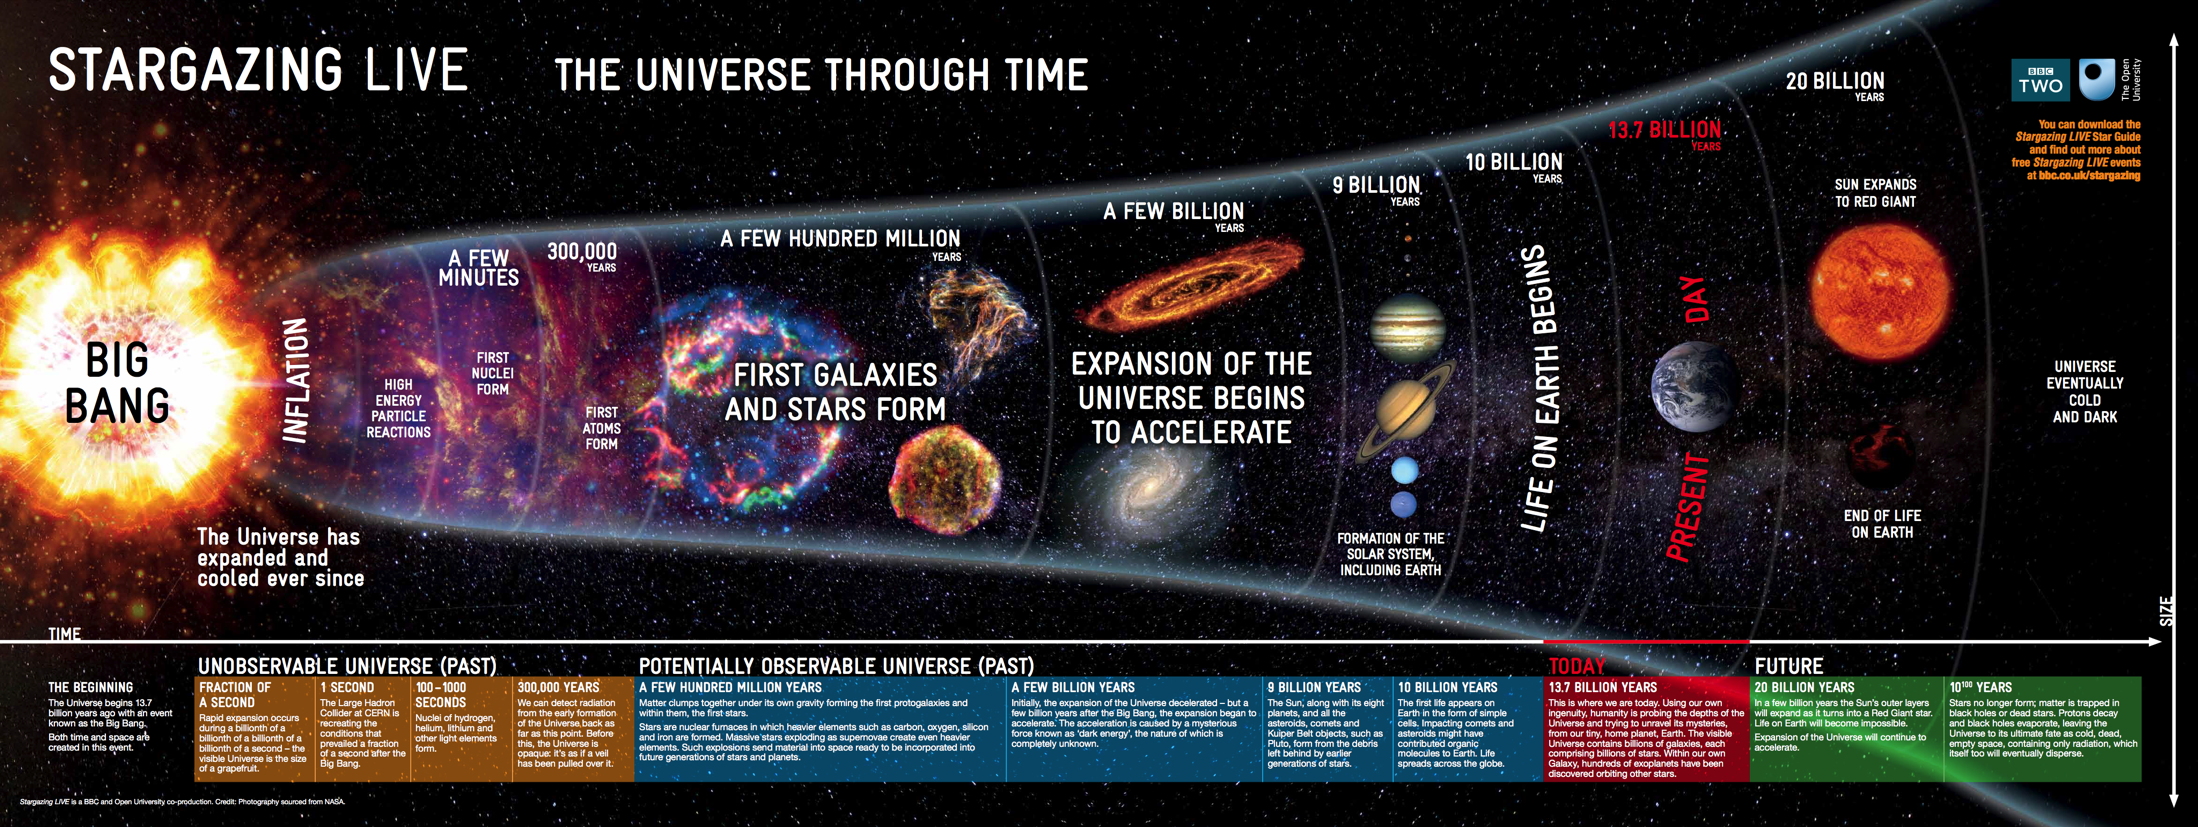 STARGAZING LIVE
THE UNIVERSE THROUGH TIME
BBC
TWO
The Open
University
You can download the
Stargazing LIVE Star Guide
and find out more about
free Stargazing LIVE events
at bbc.co.uk/stargazing
BIG
BANG
INFLATION
HIGH
ENERGY
PARTICLE
REACTIONS
A FEW
MINUTES
FIRST
NUCLEI
FORM
300,000
YEARS
FIRST
ATOMS
FORM
A FEW HUNDRED MILLION
YEARS
FIRST GALAXIES
AND STARS FORM
A FEW BILLION
YEARS
EXPANSION OF THE
UNIVERSE BEGINS
TO ACCELERATE
9 BILLION
YEARS
FORMATION OF THE
SOLAR SYSTEM,
INCLUDING EARTH
10 BILLION
YEARS
LIFE ON EARTH BEGINS
13.7 BILLION
YEARS
PRESENT DAY
20 BILLION
YEARS
SUN EXPANDS
TO RED GIANT
END OF LIFE
ON EARTH
UNIVERSE
EVENTUALLY
COLD
AND DARK
The Universe has
expanded and
cooled ever since
TIME
SIZE
THE BEGINNING
The Universe begins 13.7
billion years ago with an event
known as the Big Bang.
Both time and space are
created in this event.
UNOBSERVABLE UNIVERSE (PAST)
FRACTION OF
A SECOND
Rapid expansion occurs
during a billionth of a
billionth of a billionth of a
billionth of a second – the
visible Universe is the size
of a grapefruit.
1 SECOND
The Large Hadron
Collider at CERN is
recreating the
conditions that
prevailed a fraction
of a second after the
Big Bang.
100–1000
SECONDS
Nuclei of hydrogen,
helium, lithium and
other light elements
form.
300,000 YEARS
We can detect radiation
from the early formation
of the Universe back as
far as this point. Before
this, the Universe is
opaque: it's as if a veil
has been pulled over it.
POTENTIALLY OBSERVABLE UNIVERSE (PAST)
A FEW HUNDRED MILLION YEARS
Matter clumps together under its own gravity forming the first protogalaxies and
within them, the first stars.
Stars are nuclear furnaces in which heavier elements such as carbon, oxygen, silicon
and iron are formed. Massive stars exploding as supernovae create even heavier
elements. Such explosions send material into space ready to be incorporated into
future generations of stars and planets.
A FEW BILLION YEARS
Initially, the expansion of the Universe decelerated – but a
few billion years after the Big Bang, the expansion began to
accelerate. The acceleration is caused by a mysterious
force known as 'dark energy', the nature of which is
completely unknown.
9 BILLION YEARS
The Sun, along with its eight
planets, and all the
asteroids, comets and
Kuiper Belt objects, such as
Pluto, form from the debris
left behind by earlier
generations of stars.
10 BILLION YEARS
The first life appears on
Earth in the form of simple
cells. Impacting comets and
asteroids might have
contributed organic
molecules to Earth. Life
spreads across the globe.
TODAY
13.7 BILLION YEARS
This is where we are today. Using our own
ingenuity, humanity is probing the depths of the
Universe and trying to unravel its mysteries,
from our tiny, home planet, Earth. The visible
Universe contains billions of galaxies, each
comprising billions of stars. Within our own
Galaxy, hundreds of exoplanets have been
discovered orbiting other stars.
FUTURE
20 BILLION YEARS
In a few billion years the Sun's outer layers
will expand as it turns into a Red Giant star.
Life on Earth will become impossible.
Expansion of the Universe will continue to
accelerate.
10¹⁰⁰ YEARS
Stars no longer form; matter is trapped in
black holes or dead stars. Protons decay
and black holes evaporate, leaving the
Universe to its ultimate fate as cold, dead,
empty space, containing only radiation, which
itself too will eventually disperse.
Stargazing LIVE is a BBC and Open University co-production. Credit: Photography sourced from NASA.